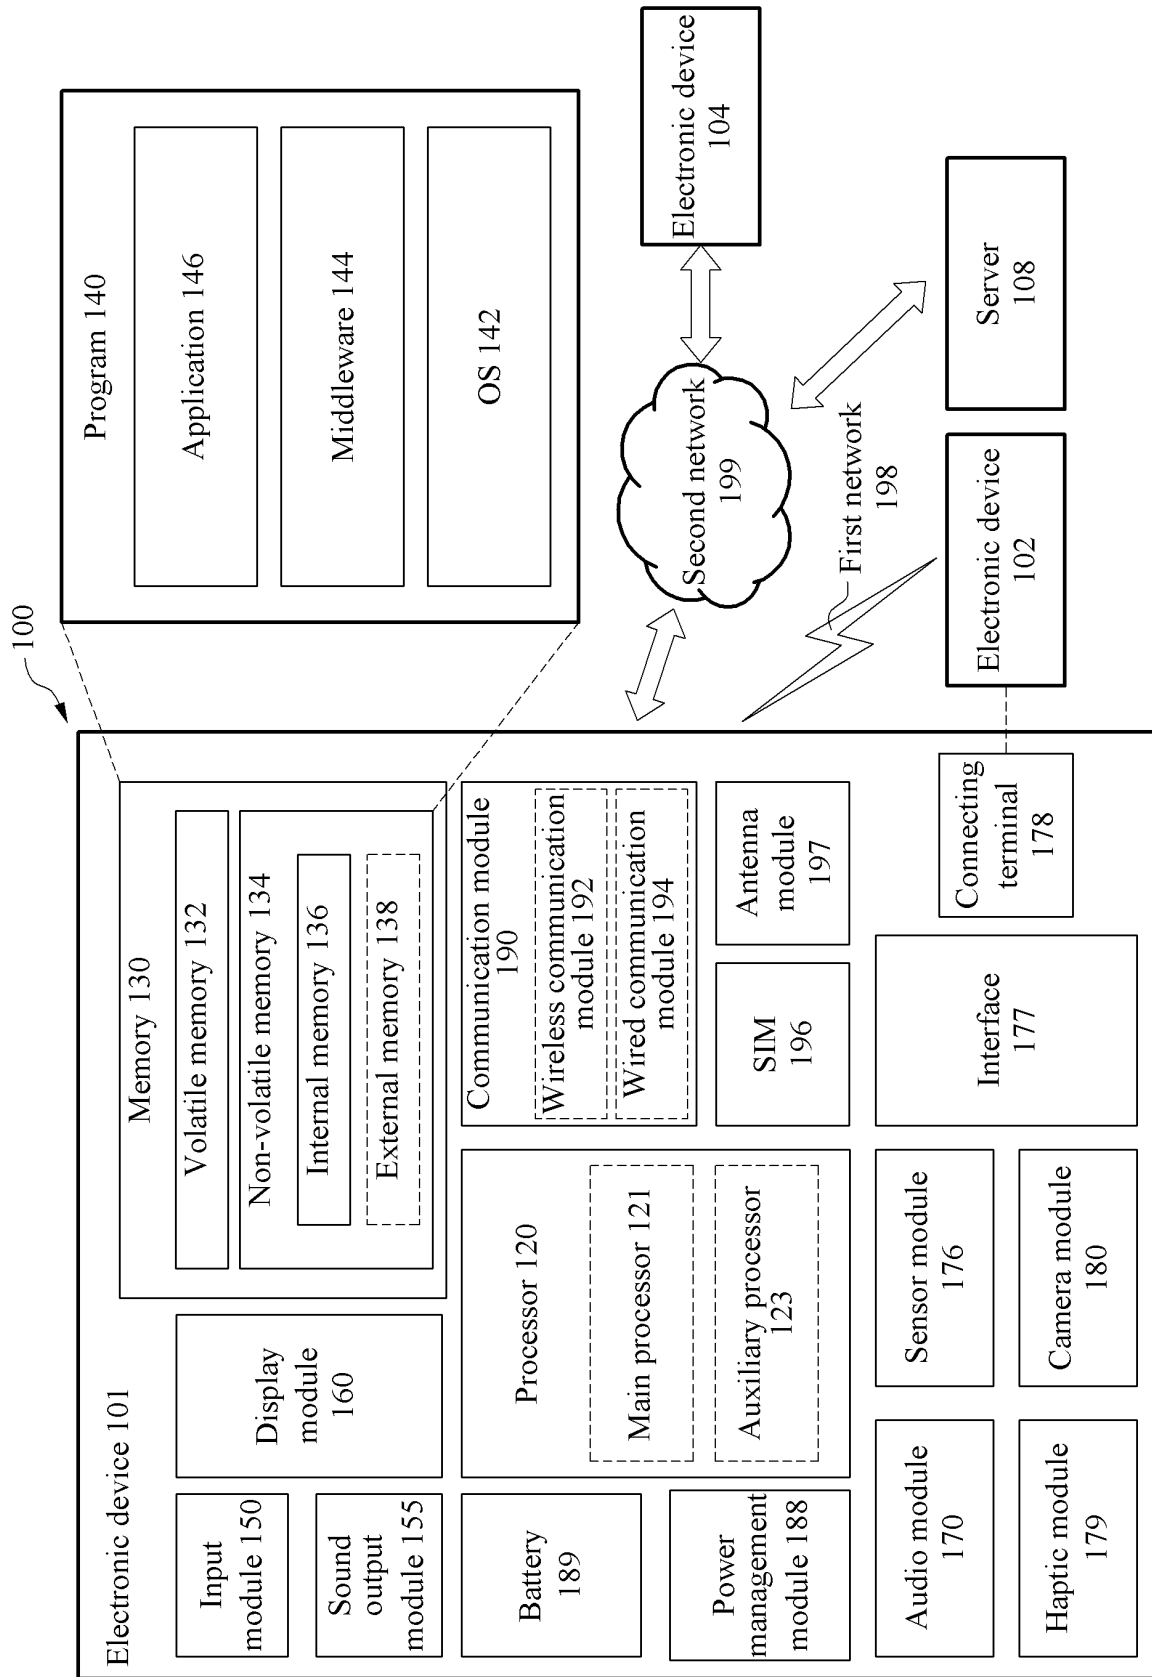 100
Electronic device 101
Input
module 150
Sound
output
module 155
Display
module
160
Memory 130
Volatile memory 132
Non-volatile memory 134
Internal memory 136
External memory 138
Program 140
Application 146
Middleware 144
OS 142
Battery
189
Power
management
module 188
Processor 120
Main processor 121
Auxiliary processor
123
Communication module
190
Wireless communication
module 192
Wired communication
module 194
SIM
196
Antenna
module
197
Second network
199
Electronic device
104
Audio module
170
Haptic module
179
Sensor module
176
Camera module
180
Interface
177
Connecting
terminal
178
First network
198
Electronic device
102
Server
108